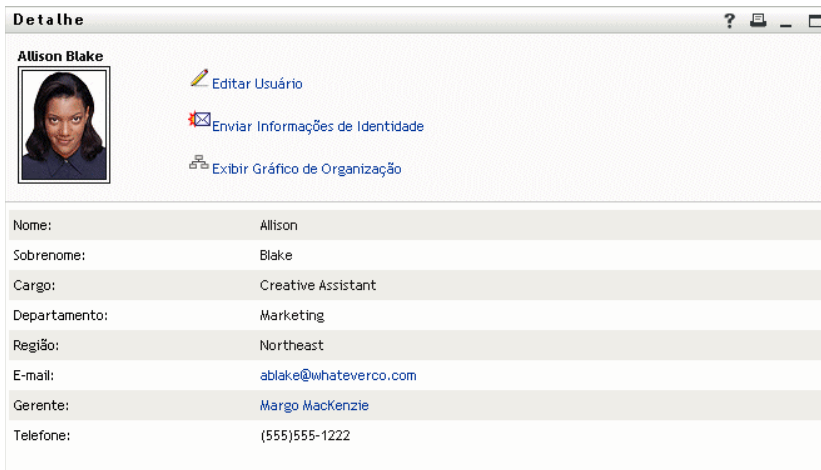 Detalhe
?
Allison Blake
Editar Usuário
Enviar Informações de Identidade
Exibir Gráfico de Organização
Nome: Allison
Sobrenome: Blake
Cargo: Creative Assistant
Departamento: Marketing
Região: Northeast
E-mail: ablake@whateverco.com
Gerente: Margo MacKenzie
Telefone: (555)555-1222